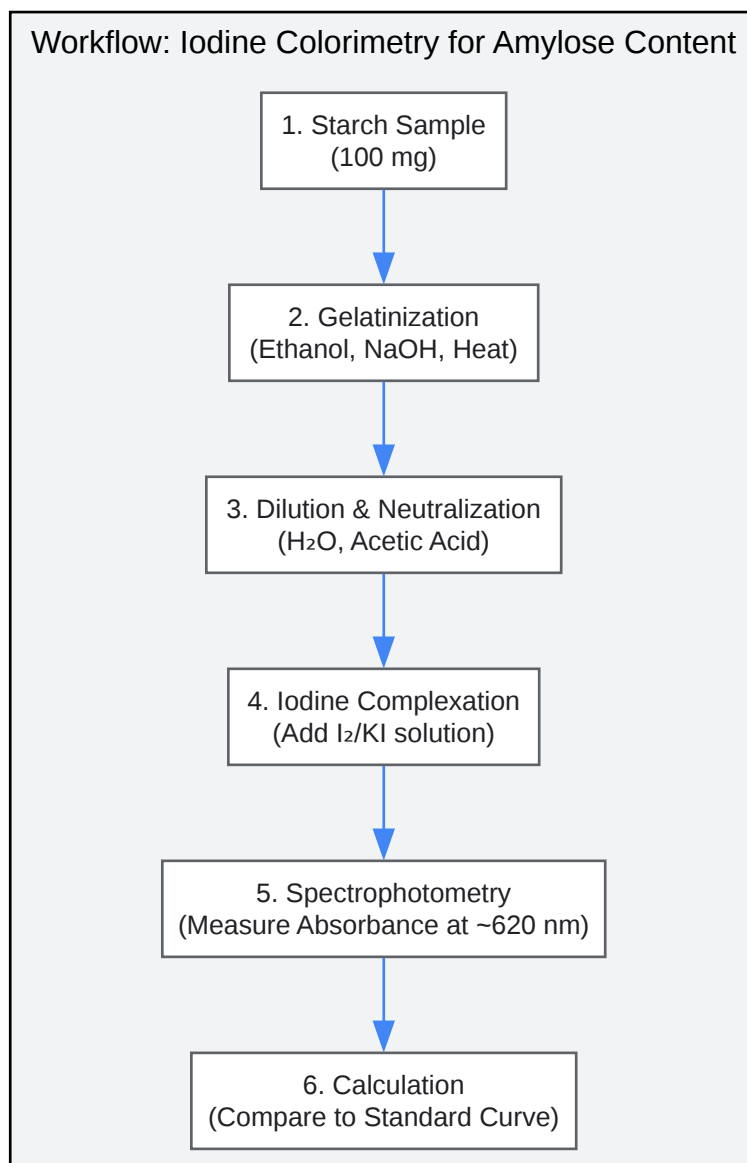 Workflow: Iodine Colorimetry for Amylose Content
1. Starch Sample
(100 mg)
2. Gelatinization
(Ethanol, NaOH, Heat)
3. Dilution & Neutralization
(H₂O, Acetic Acid)
4. Iodine Complexation
(Add I₂/KI solution)
5. Spectrophotometry
(Measure Absorbance at ~620 nm)
6. Calculation
(Compare to Standard Curve)